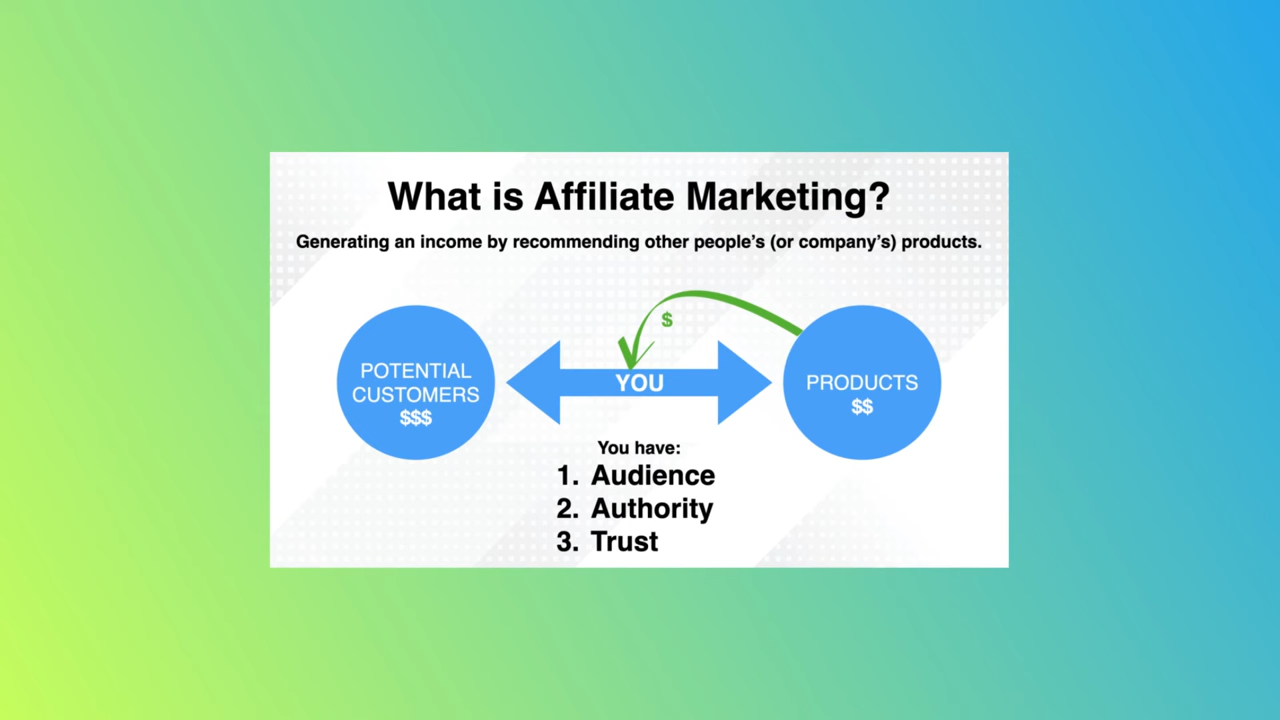 What is Affiliate Marketing?
Generating an income by recommending other people’s (or company’s) products.
$
POTENTIAL
CUSTOMERS
$$$
YOU
PRODUCTS
$$
You have:
1. Audience
2. Authority
3. Trust